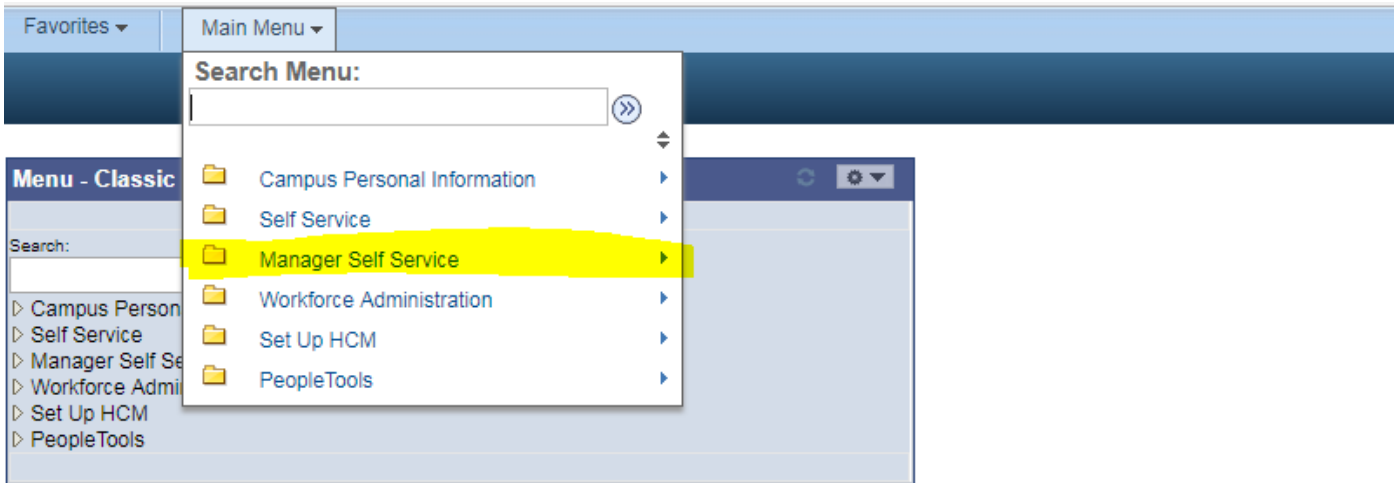 Favorites Main Menu
Search Menu:
Campus Personal Information
Self Service
Manager Self Service
Workforce Administration
Set Up HCM
PeopleTools
Menu - Classic
Search:
Campus Person
Self Service
Manager Self Se
Workforce Admi
Set Up HCM
PeopleTools